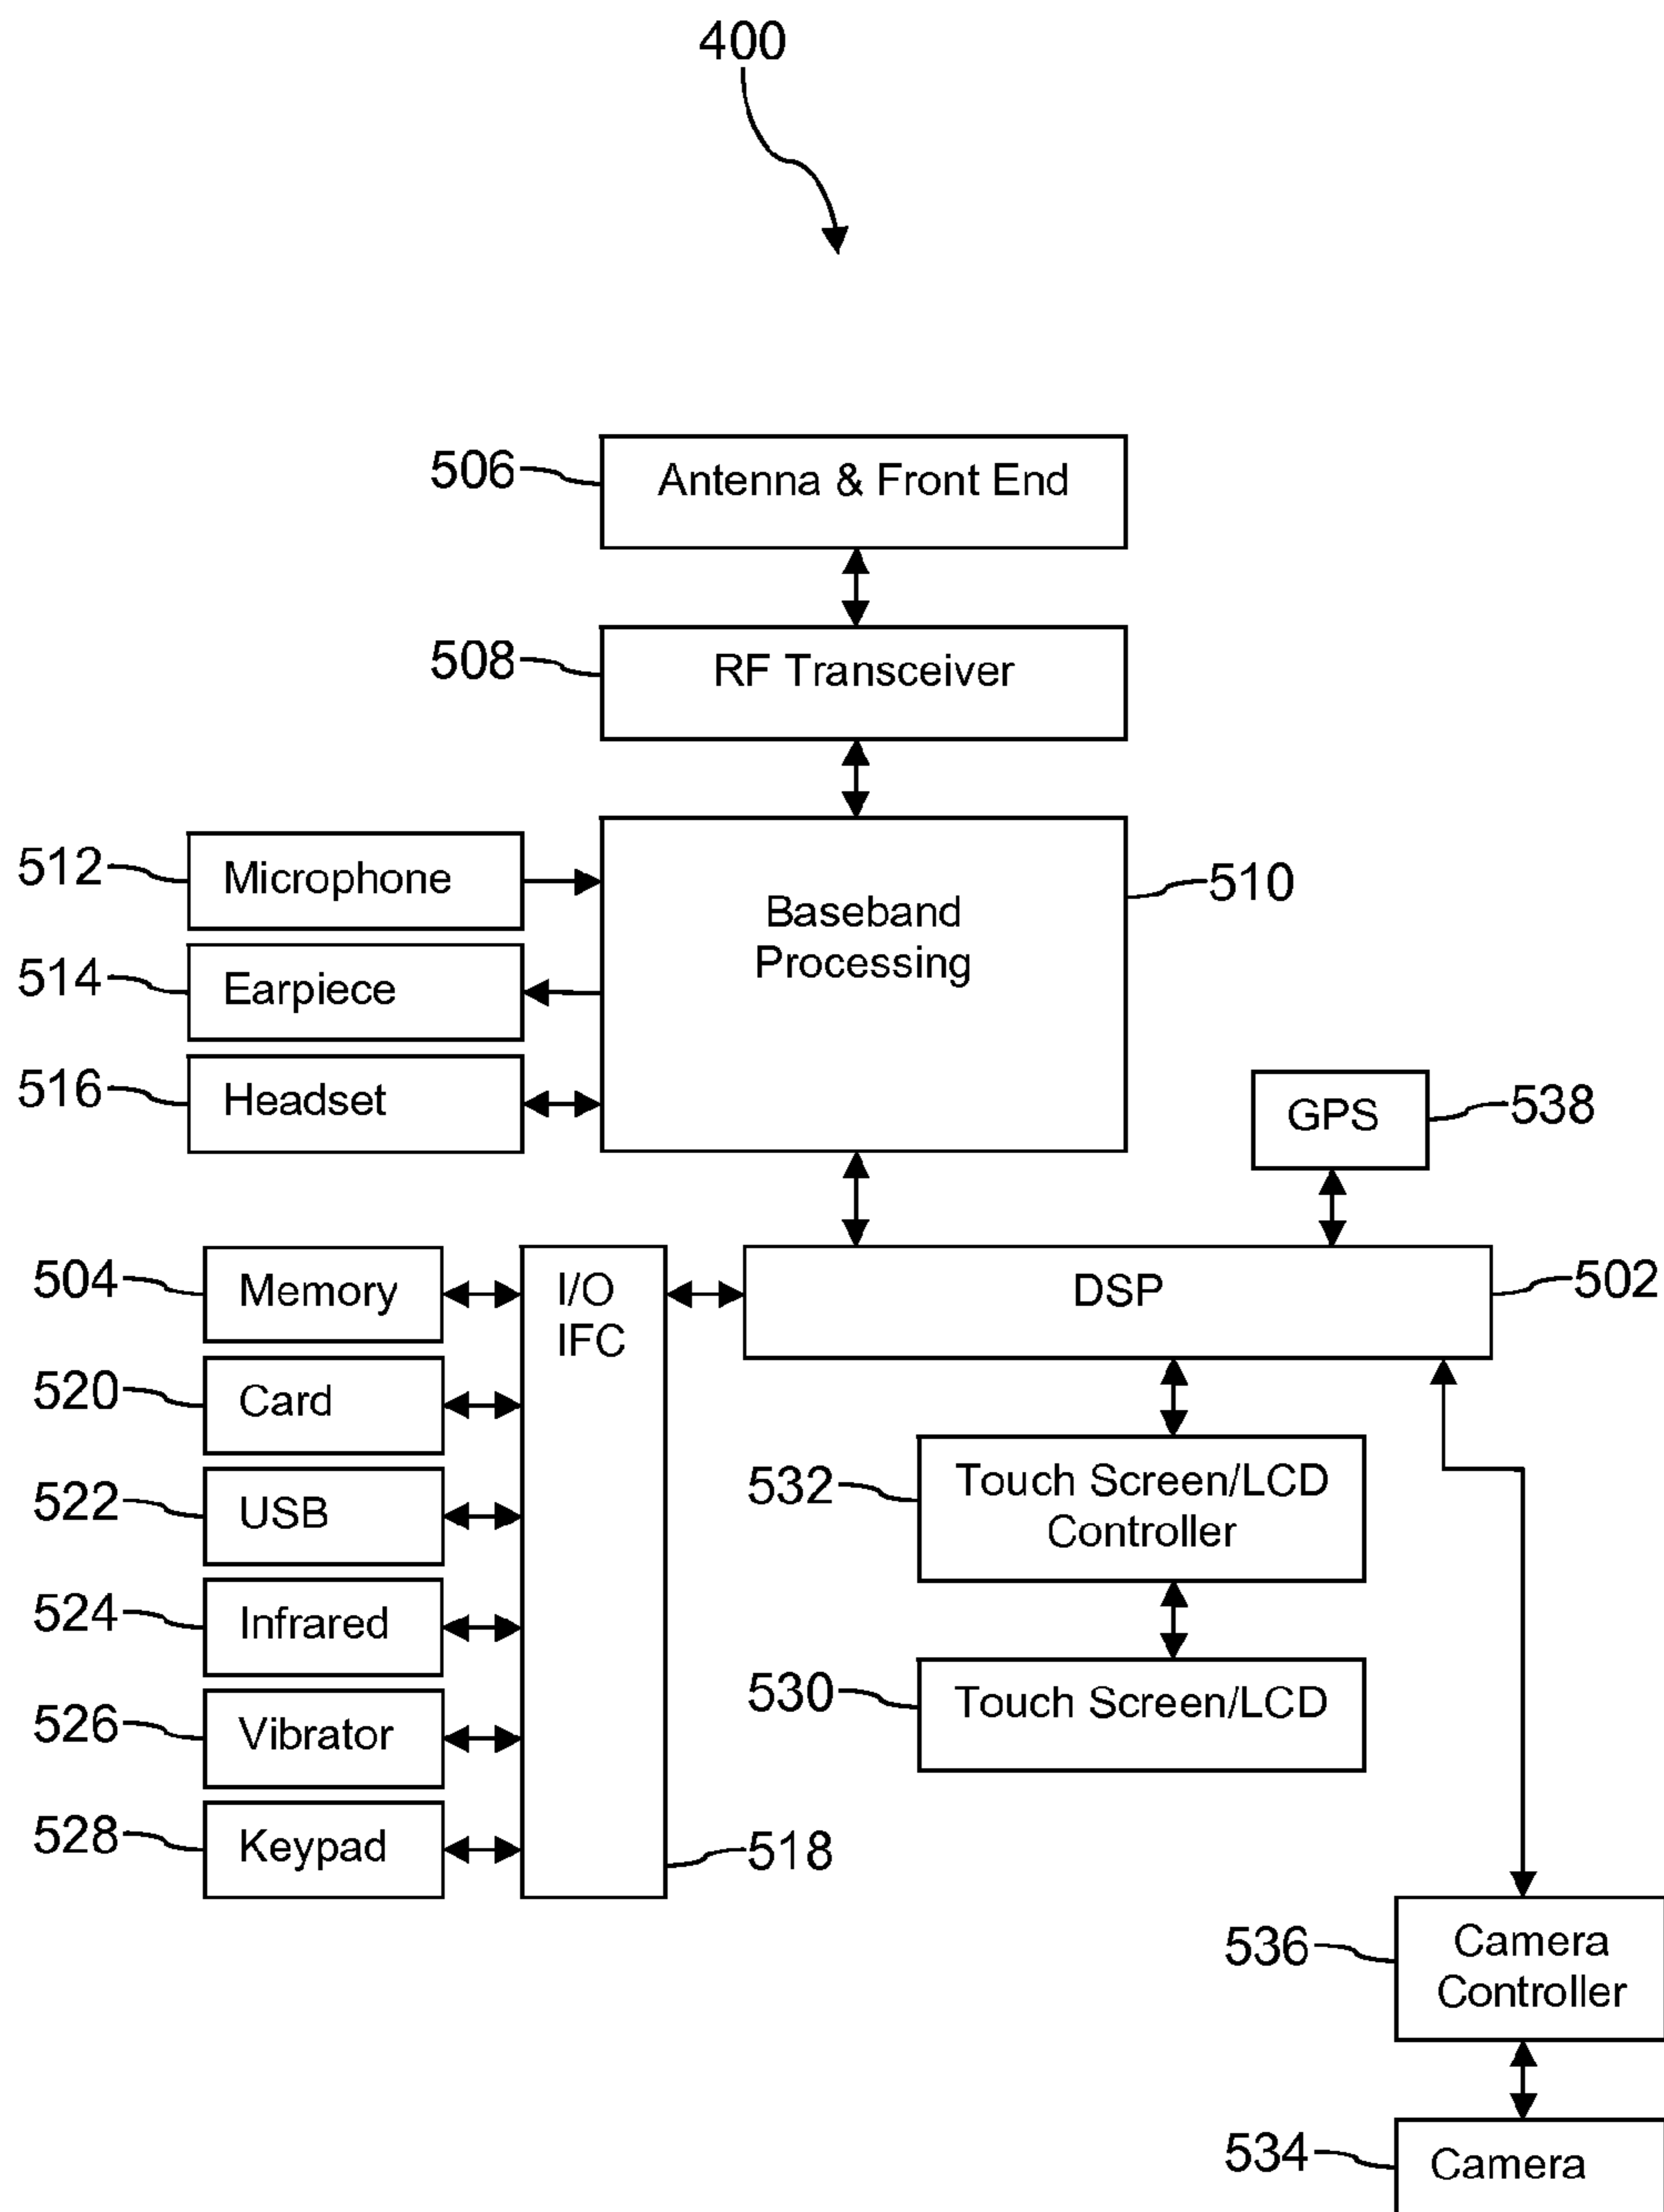 400
506
Antenna & Front End
508
RF Transceiver
512
Microphone
Baseband
Processing
510
514
Earpiece
516
Headset
GPS
538
504
Memory
I/O
IFC
DSP
502
520
Card
522
USB
532
Touch Screen/LCD
Controller
524
Infrared
530
Touch Screen/LCD
526
Vibrator
528
Keypad
518
536
Camera
Controller
534
Camera